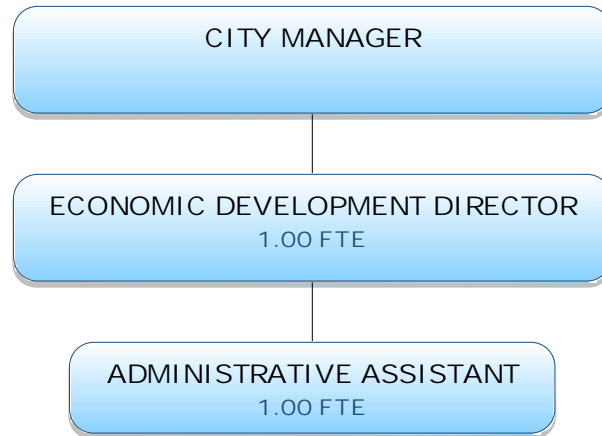 CITY MANAGER
ECONOMIC DEVELOPMENT DIRECTOR
1.00 FTE
ADMINISTRATIVE ASSISTANT
1.00 FTE